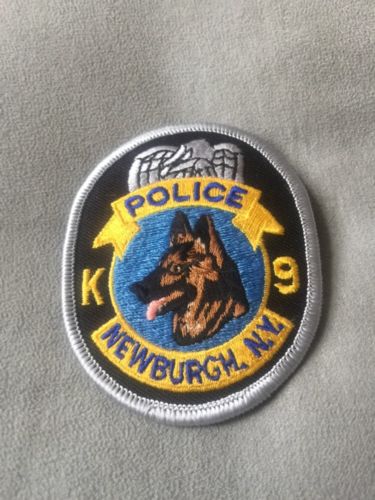 POLICE
K 9
NEWBURGH, N.Y.